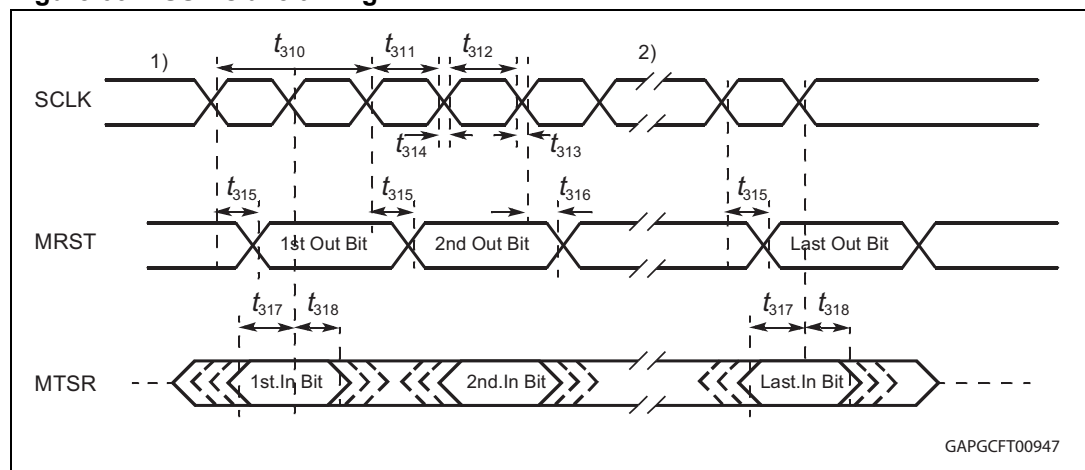 1) t310 t311 t312 2)
SCLK
t314 t313
t315 t315 t316 t315
MRST 1st Out Bit 2nd Out Bit Last Out Bit
t317 t318 t317 t318
MTSR 1st.In Bit 2nd.In Bit Last.In Bit
GAPGCFT00947